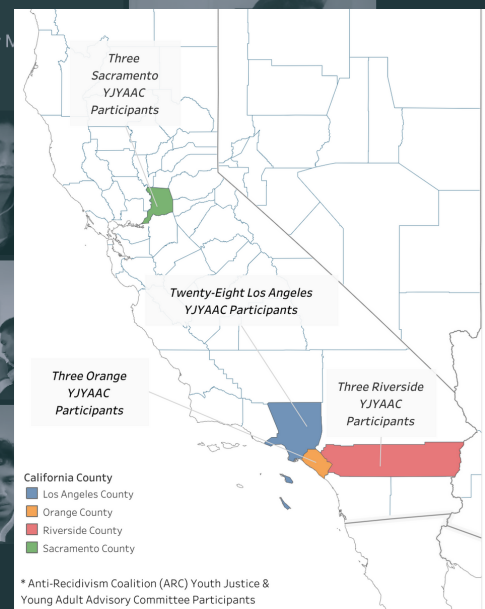 Three
Sacramento
YJYAAC
Participants
Twenty-Eight Los Angeles
YJYAAC Participants
Three Orange
YJYAAC
Participants
Three Riverside
YJYAAC
Participants
California County
Los Angeles County
Orange County
Riverside County
Sacramento County
* Anti-Recidivism Coalition (ARC) Youth Justice &
Young Adult Advisory Committee Participants